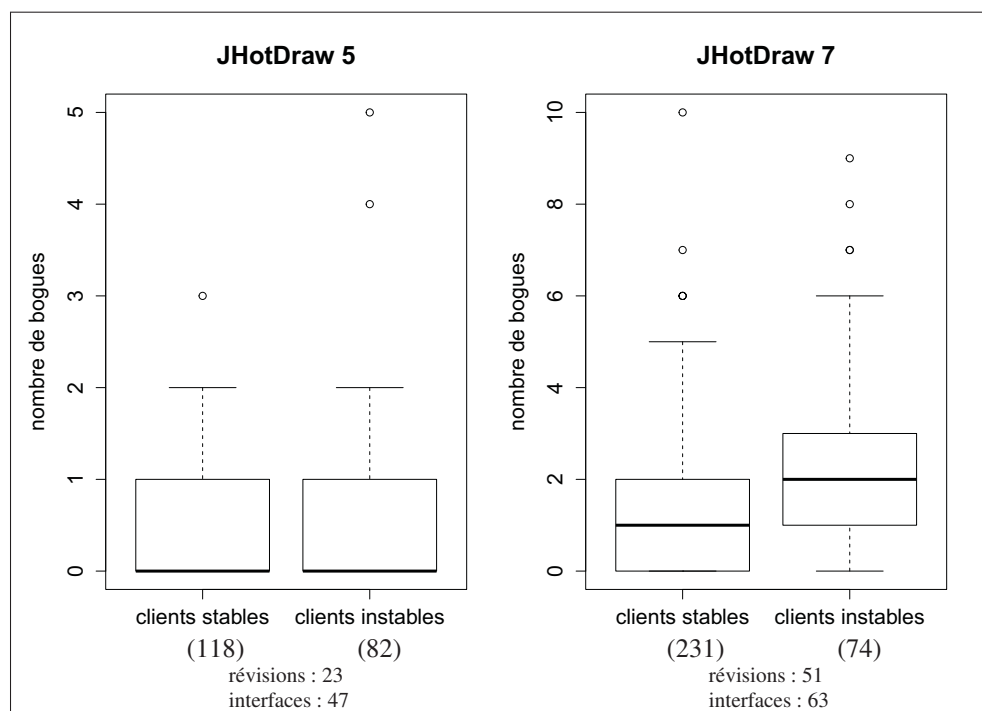 JHotDraw 5
nombre de bogues
5
4
3
2
1
0
clients stables
clients instables
(118)
(82)
révisions : 23
interfaces : 47
JHotDraw 7
nombre de bogues
10
8
6
4
2
0
clients stables
clients instables
(231)
(74)
révisions : 51
interfaces : 63